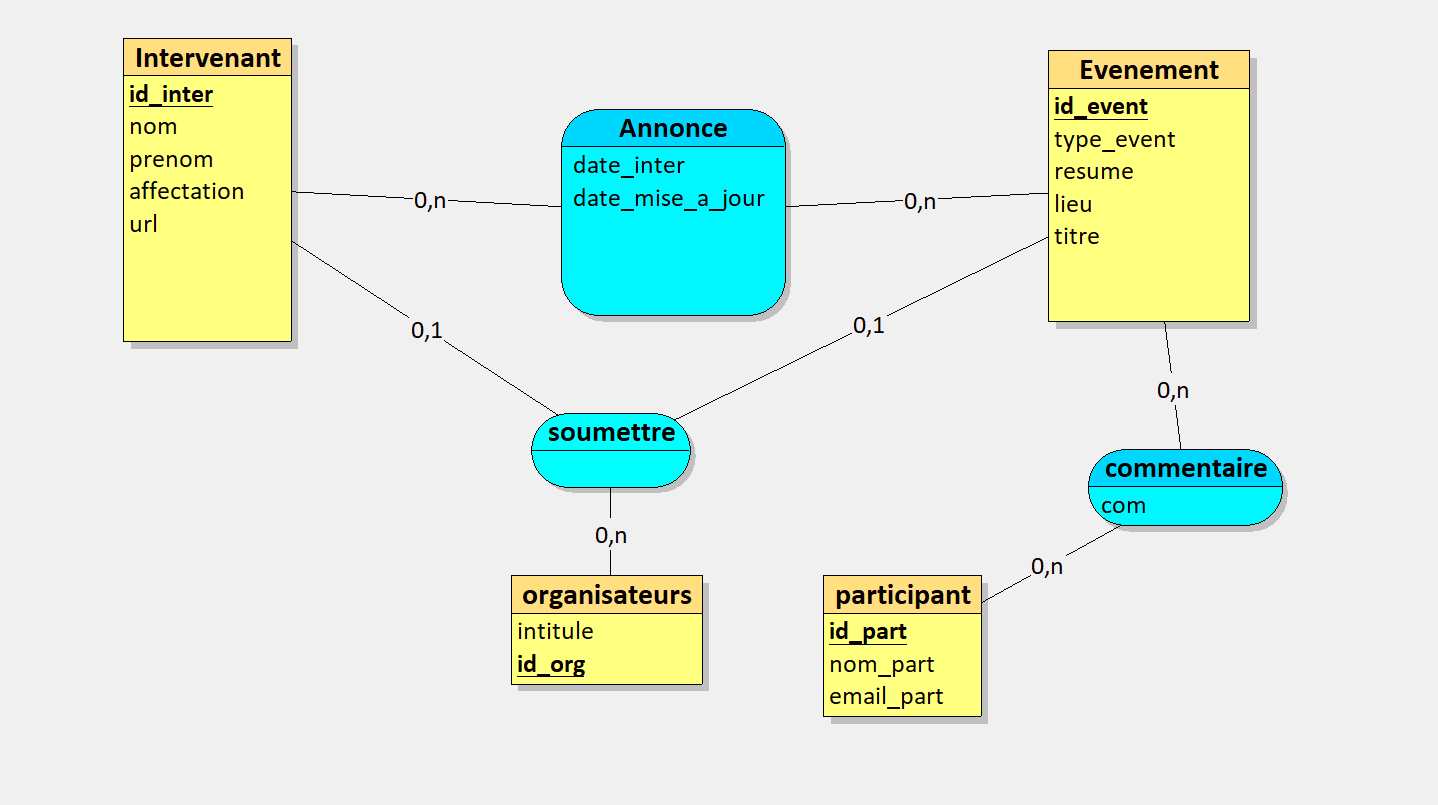 Intervenant
id_inter
nom
prenom
affectation
url
0,n
Annonce
date_inter
date_mise_a_jour
0,n
Evenement
id_event
type_event
resume
lieu
titre
0,1
0,1
soumettre
0,n
commentaire
com
0,n
organisateurs
intitule
id_org
0,n
participant
id_part
nom_part
email_part